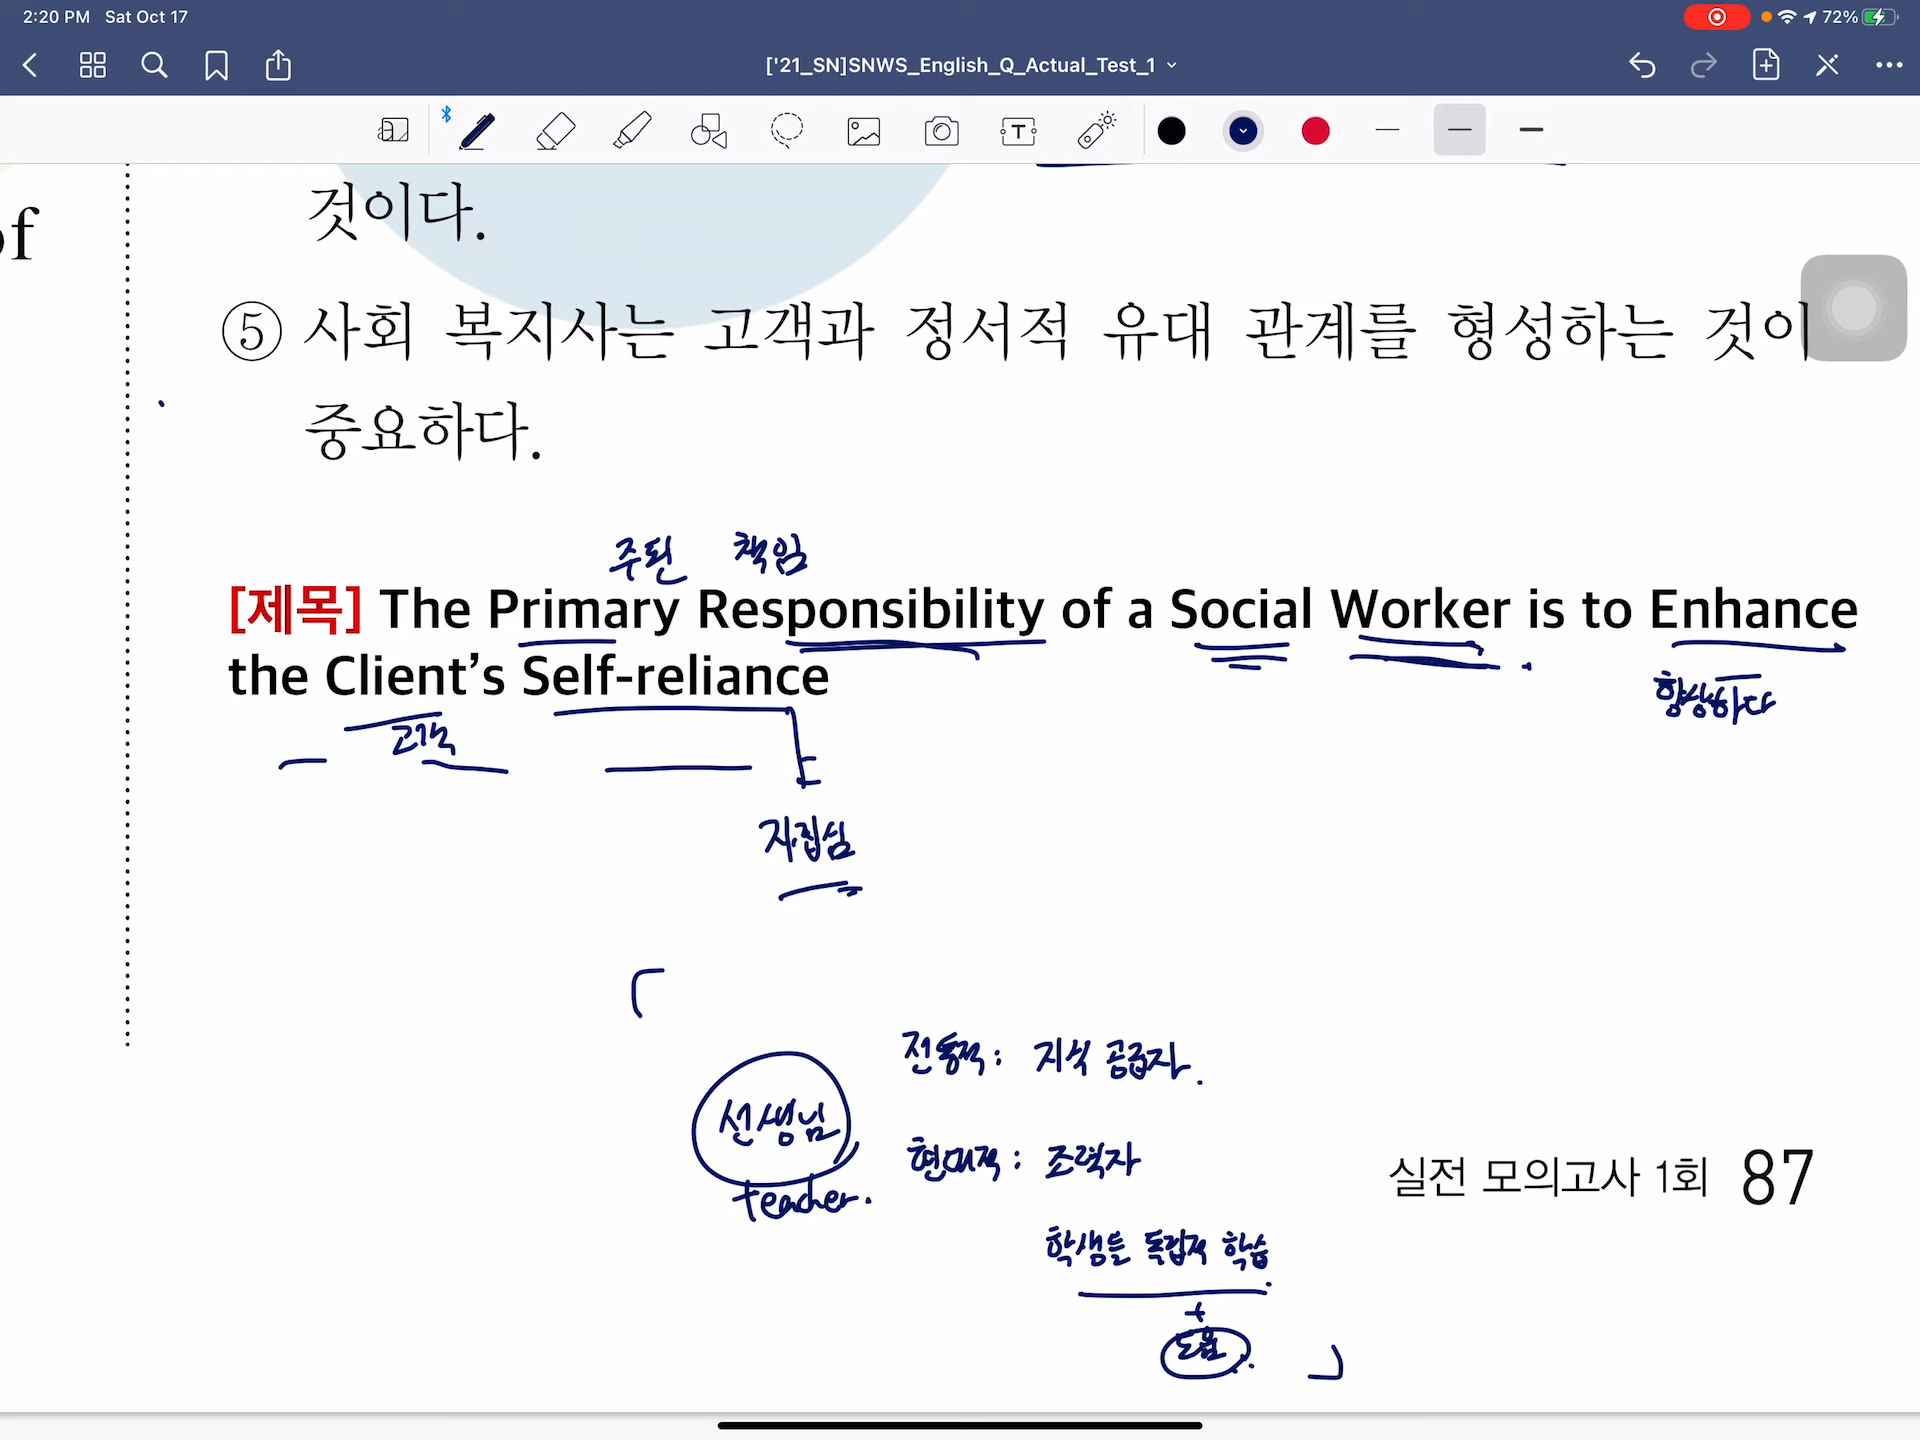 2:20 PM Sat Oct 17
72%
['21_SN]SNWS_English_Q_Actual_Test_1
of
것이다.
⑤ 사회 복지사는 고객과 정서적 유대 관계를 형성하는 것이
중요하다.
주된 책임
[제목] The Primary Responsibility of a Social Worker is to Enhance
the Client's Self-reliance
향상하다
고객
자립심
전통적: 지식 공급자.
선생님
현대적: 조력자
teacher.
실전 모의고사 1회 87
학생들 독립적 학습
+
도움